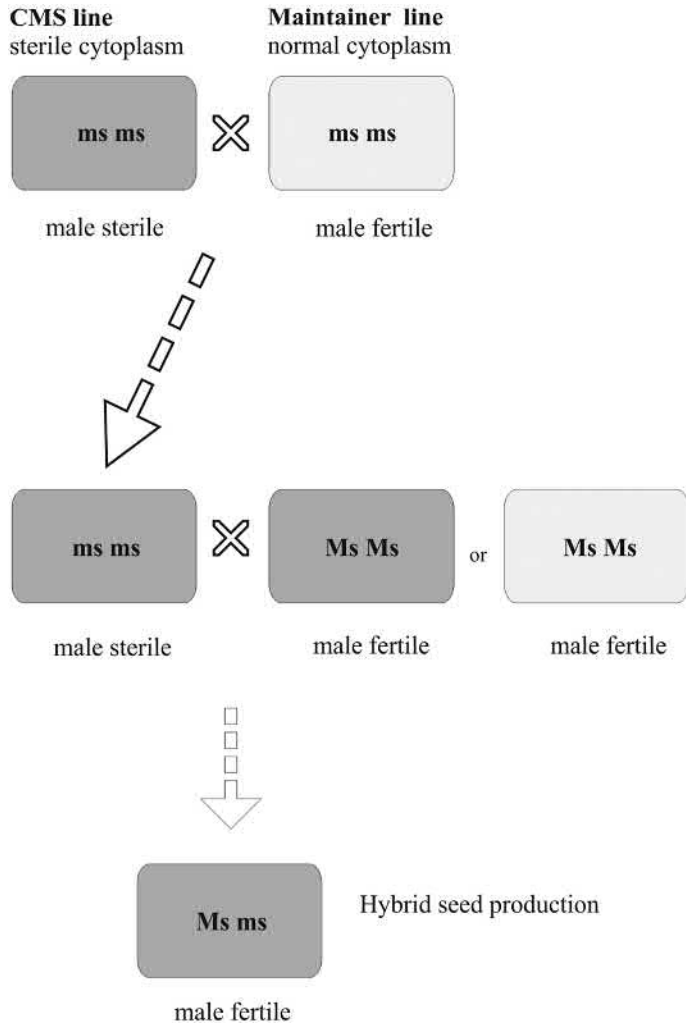 CMS line
sterile cytoplasm
Maintainer line
normal cytoplasm
ms ms
ms ms
male sterile
male fertile
ms ms
Ms Ms
or
Ms Ms
male sterile
male fertile
male fertile
Ms ms
Hybrid seed production
male fertile